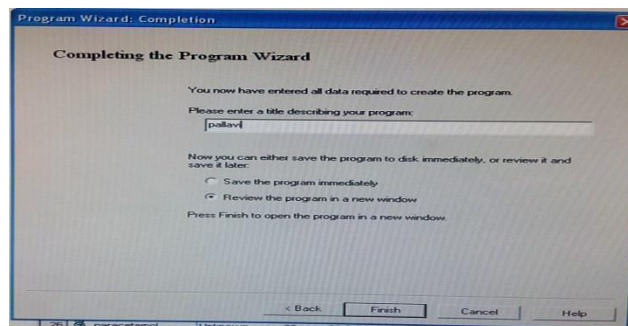 Program Wizard: Completion
Completing the Program Wizard
You now have entered all data required to create the program.
Please enter a title describing your program:
pallavi
Now you can either save the program to disk immediately, or review it and
save it later:
Save the program immediately
Review the program in a new window
Press Finish to open the program in a new window.
< Back Finish Cancel Help
26 paracetamol